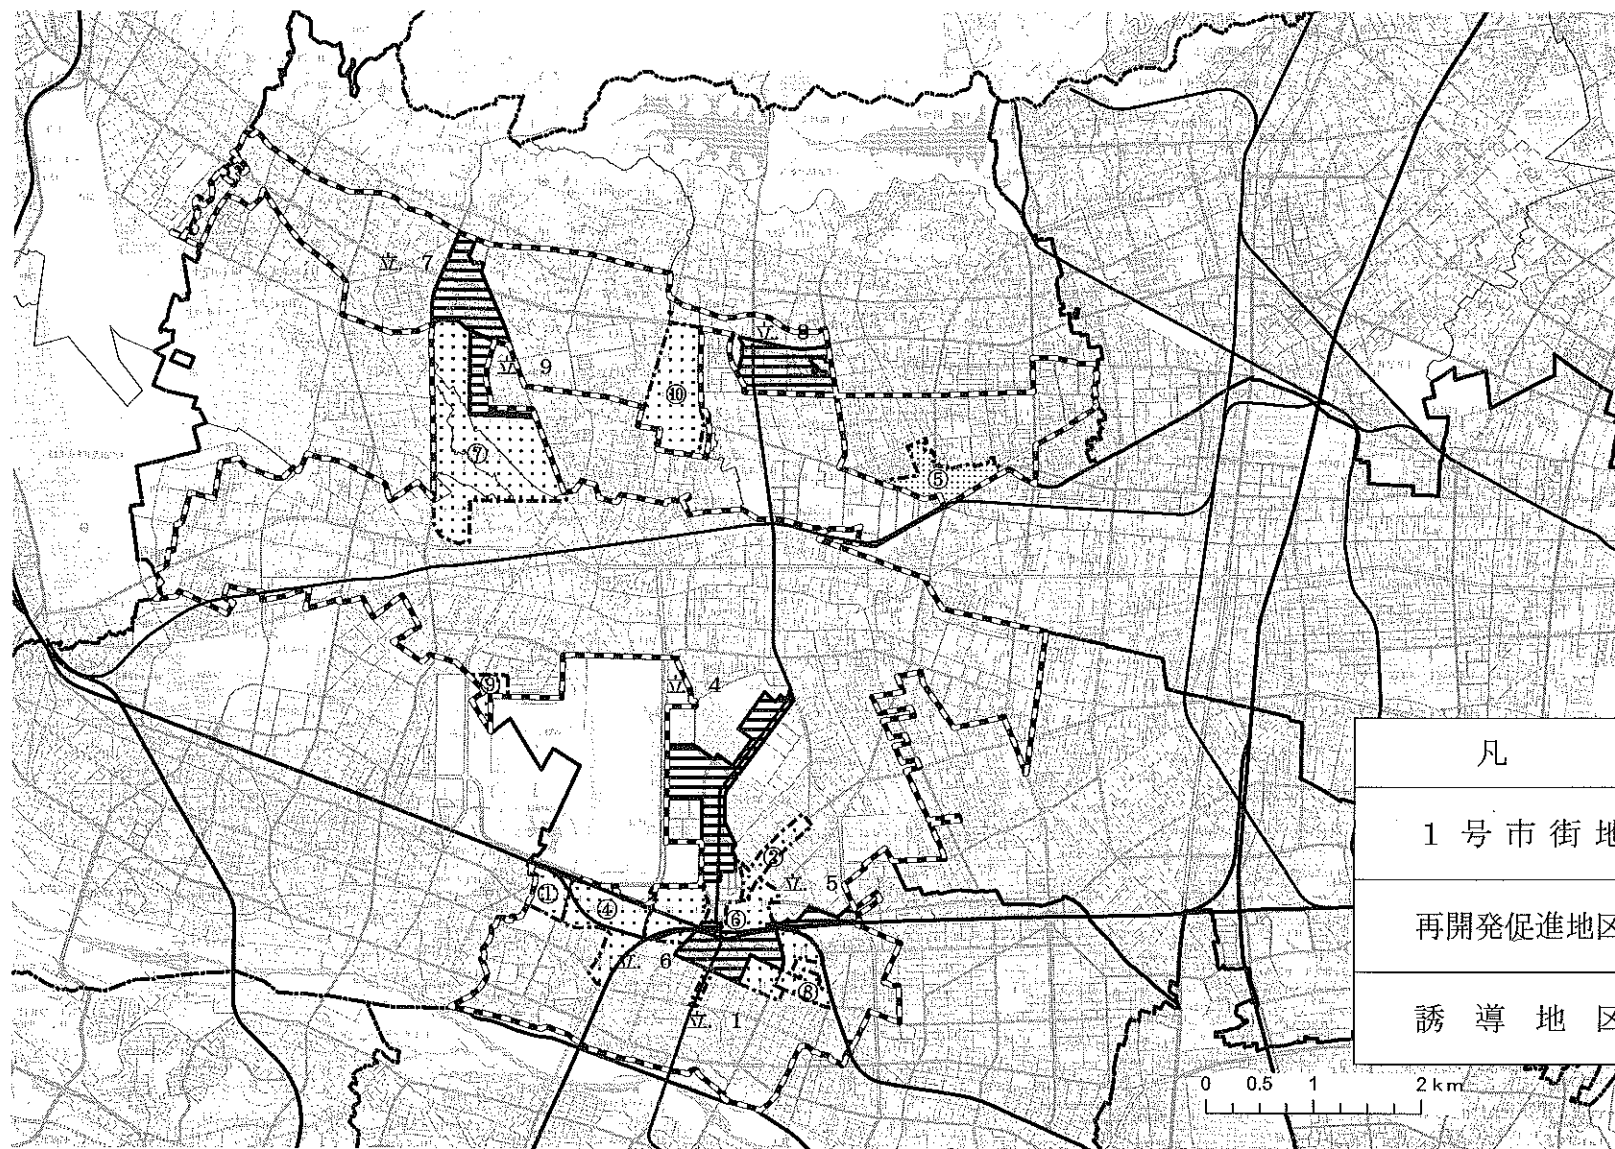 立. 7
立. 8
立. 9
⑩
⑦
⑤
立. 4
⑨
凡
1 号 市 街 地
②
立. 5
①
④
⑥
再開発促進地区
立. 6
⑧
立. 1
誘 導 地 区
0 0.5 1 2 km